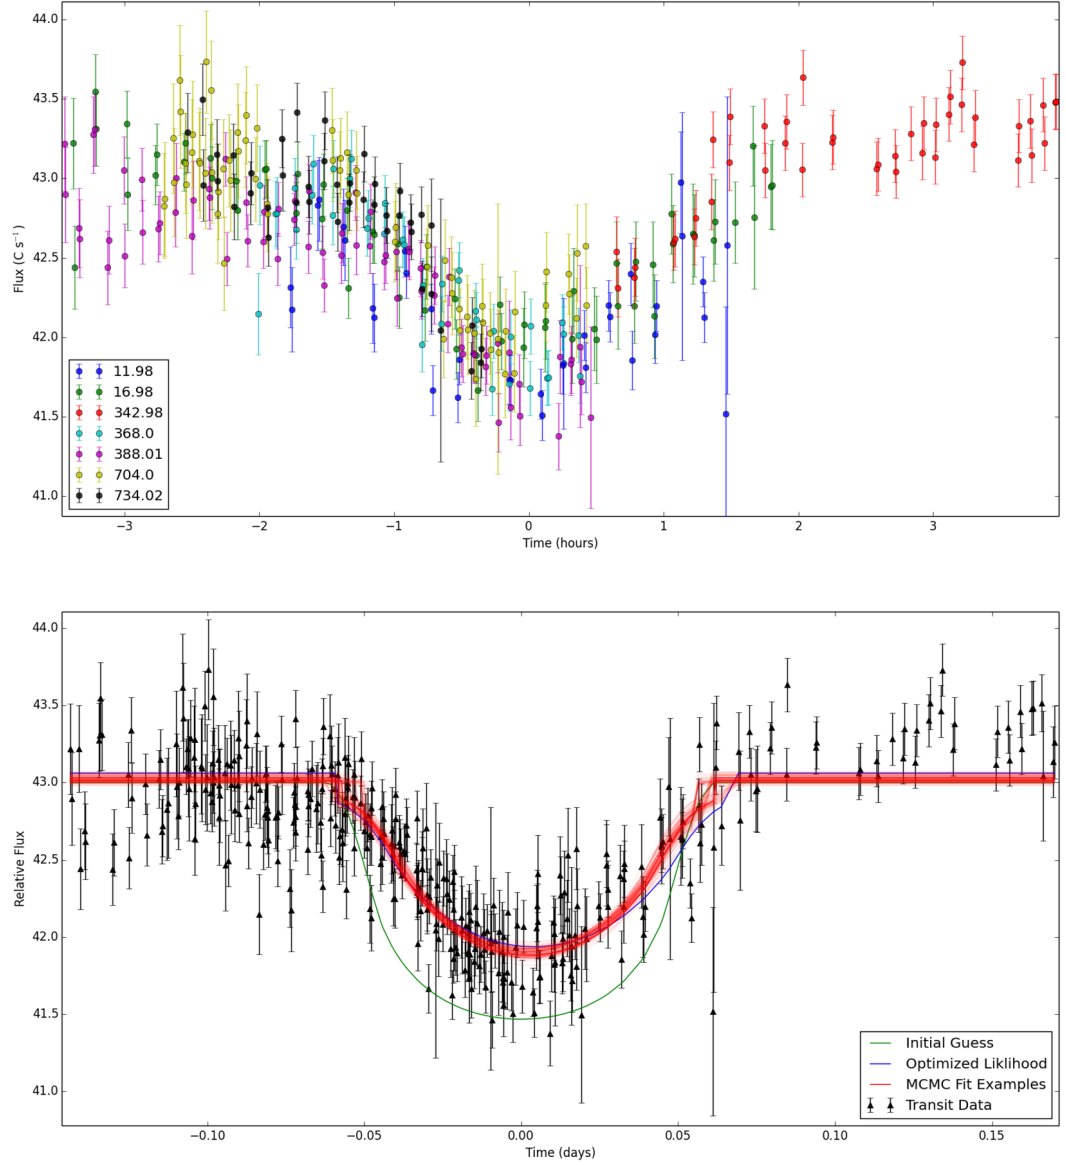 44.0
43.5
43.0
42.5
42.0
41.5
41.0
Flux (C s⁻¹)
11.98
16.98
342.98
368.0
388.01
704.0
734.02
−3 −2 −1 0 1 2 3
Time (hours)
44.0
43.5
43.0
42.5
42.0
41.5
41.0
Relative Flux
Initial Guess
Optimized Liklihood
MCMC Fit Examples
Transit Data
−0.10 −0.05 0.00 0.05 0.10 0.15
Time (days)